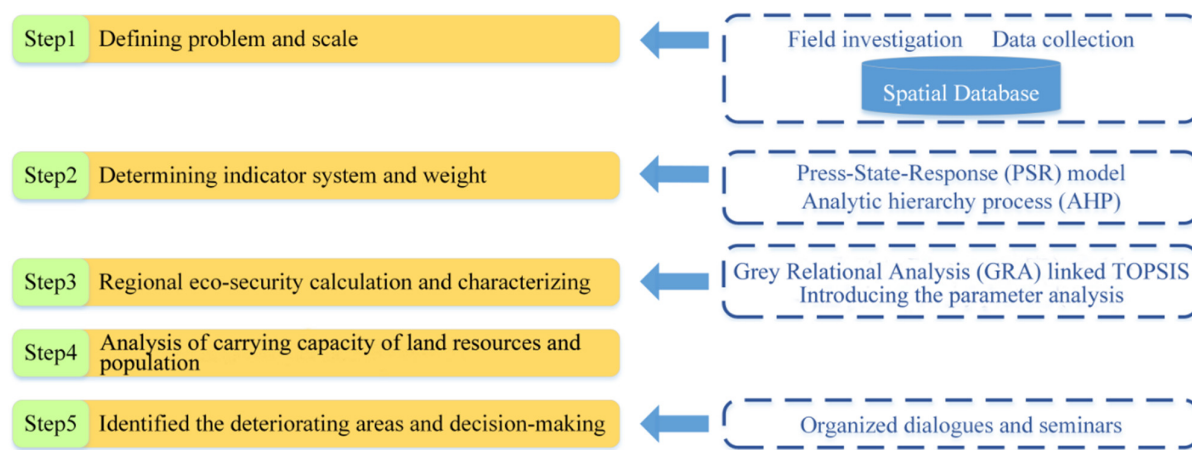 Step1 Defining problem and scale
Field investigation Data collection
Spatial Database
Step2 Determining indicator system and weight
Press-State-Response (PSR) model
Analytic hierarchy process (AHP)
Step3 Regional eco-security calculation and characterizing
Grey Relational Analysis (GRA) linked TOPSIS
Introducing the parameter analysis
Step4 Analysis of carrying capacity of land resources and
population
Step5 Identified the deteriorating areas and decision-making
Organized dialogues and seminars